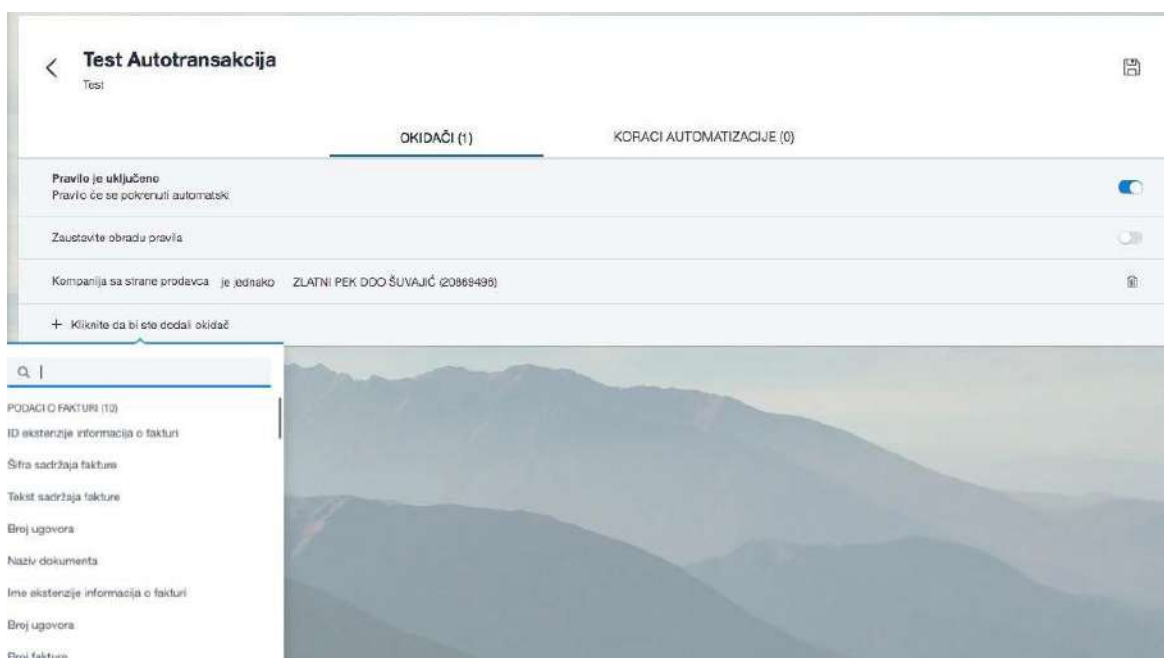 Test Autotransakcija
Test
OKIDAČI (1)
KORACI AUTOMATIZACIJE (0)
Pravilo je uključeno
Pravilo će se pokrenuti automatski
Zaustavite obradu pravila
Kompanija sa strane prodavca je jednako ZLATNI PEK DOO ŠUVAJIĆ (20869496)
+ Kliknite da bi ste dodali okidač
PODACI O FAKTURI (10)
ID ekstenzije informacija o fakturi
Šifra sadržaja fakture
Tekst sadržaja fakture
Broj ugovora
Naziv dokumenta
Ime ekstenzije informacija o fakturi
Broj ugovora
Broj fakture